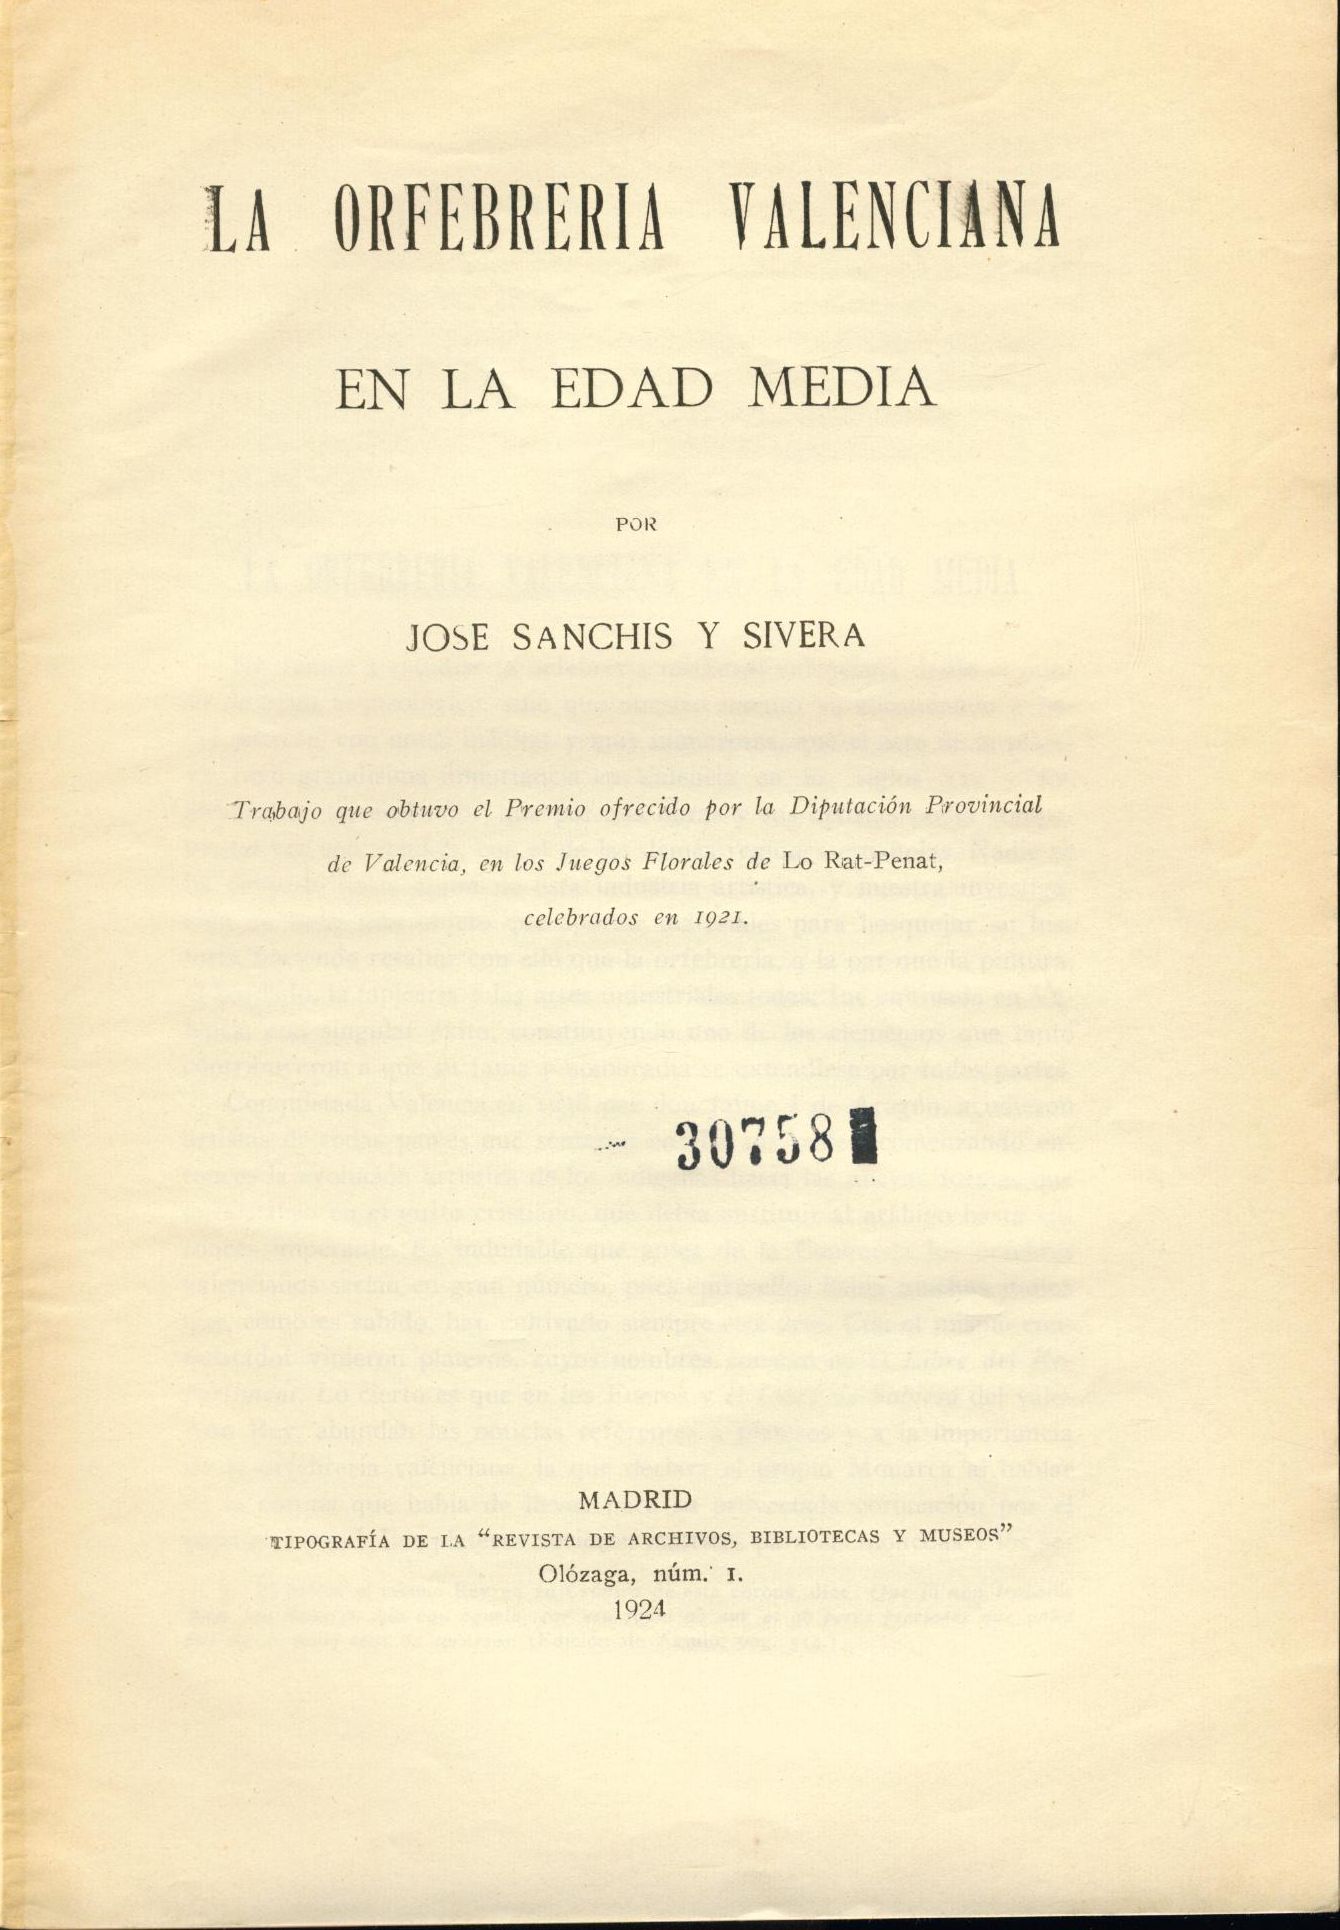 LA ORFEBRERIA VALENCIANA
EN LA EDAD MEDIA
POR
JOSE SANCHIS Y SIVERA
Trabajo que obtuvo el Premio ofrecido por la Diputación Provincial
de Valencia, en los Juegos Florales de Lo Rat-Penat,
celebrados en 1921.
- 30758
MADRID
TIPOGRAFÍA DE LA “REVISTA DE ARCHIVOS, BIBLIOTECAS Y MUSEOS”
Olózaga, núm. 1.
1924